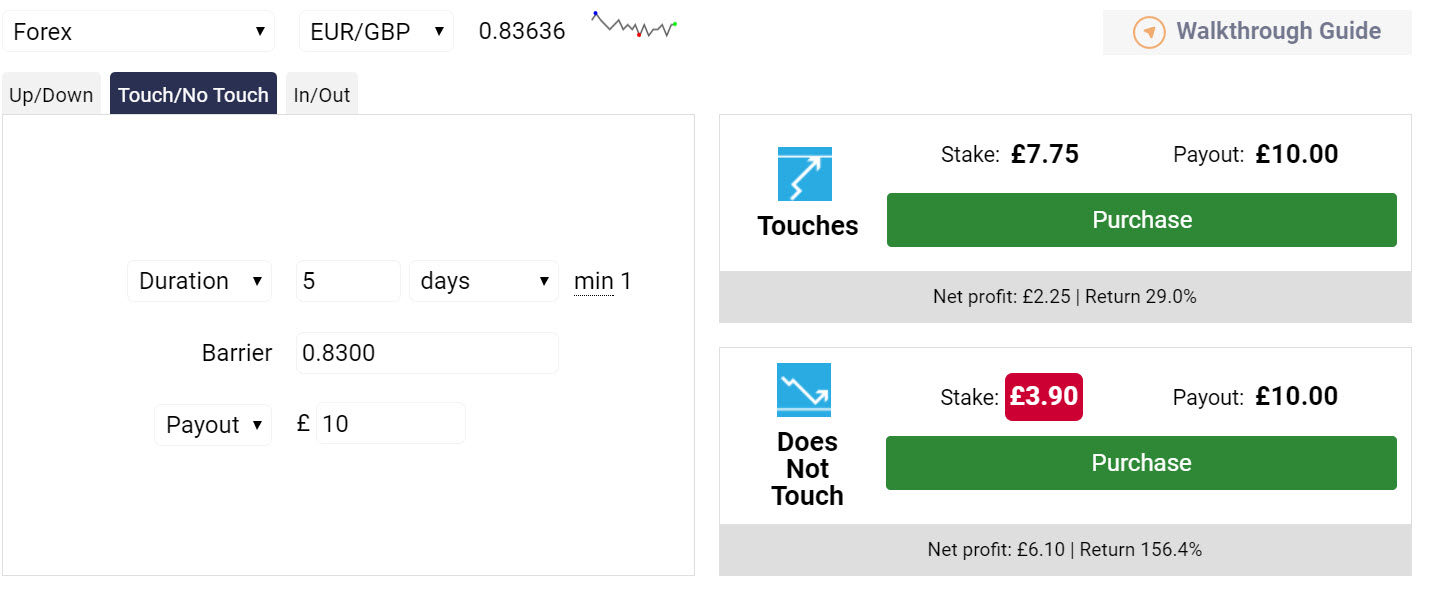 Forex EUR/GBP 0.83636 Walkthrough Guide
Up/Down Touch/No Touch In/Out
Duration 5 days min 1
Barrier 0.8300
Payout £ 10
Stake: £7.75 Payout: £10.00
Touches
Purchase
Net profit: £2.25 | Return 29.0%
Stake: £3.90 Payout: £10.00
Does
Not
Touch
Purchase
Net profit: £6.10 | Return 156.4%